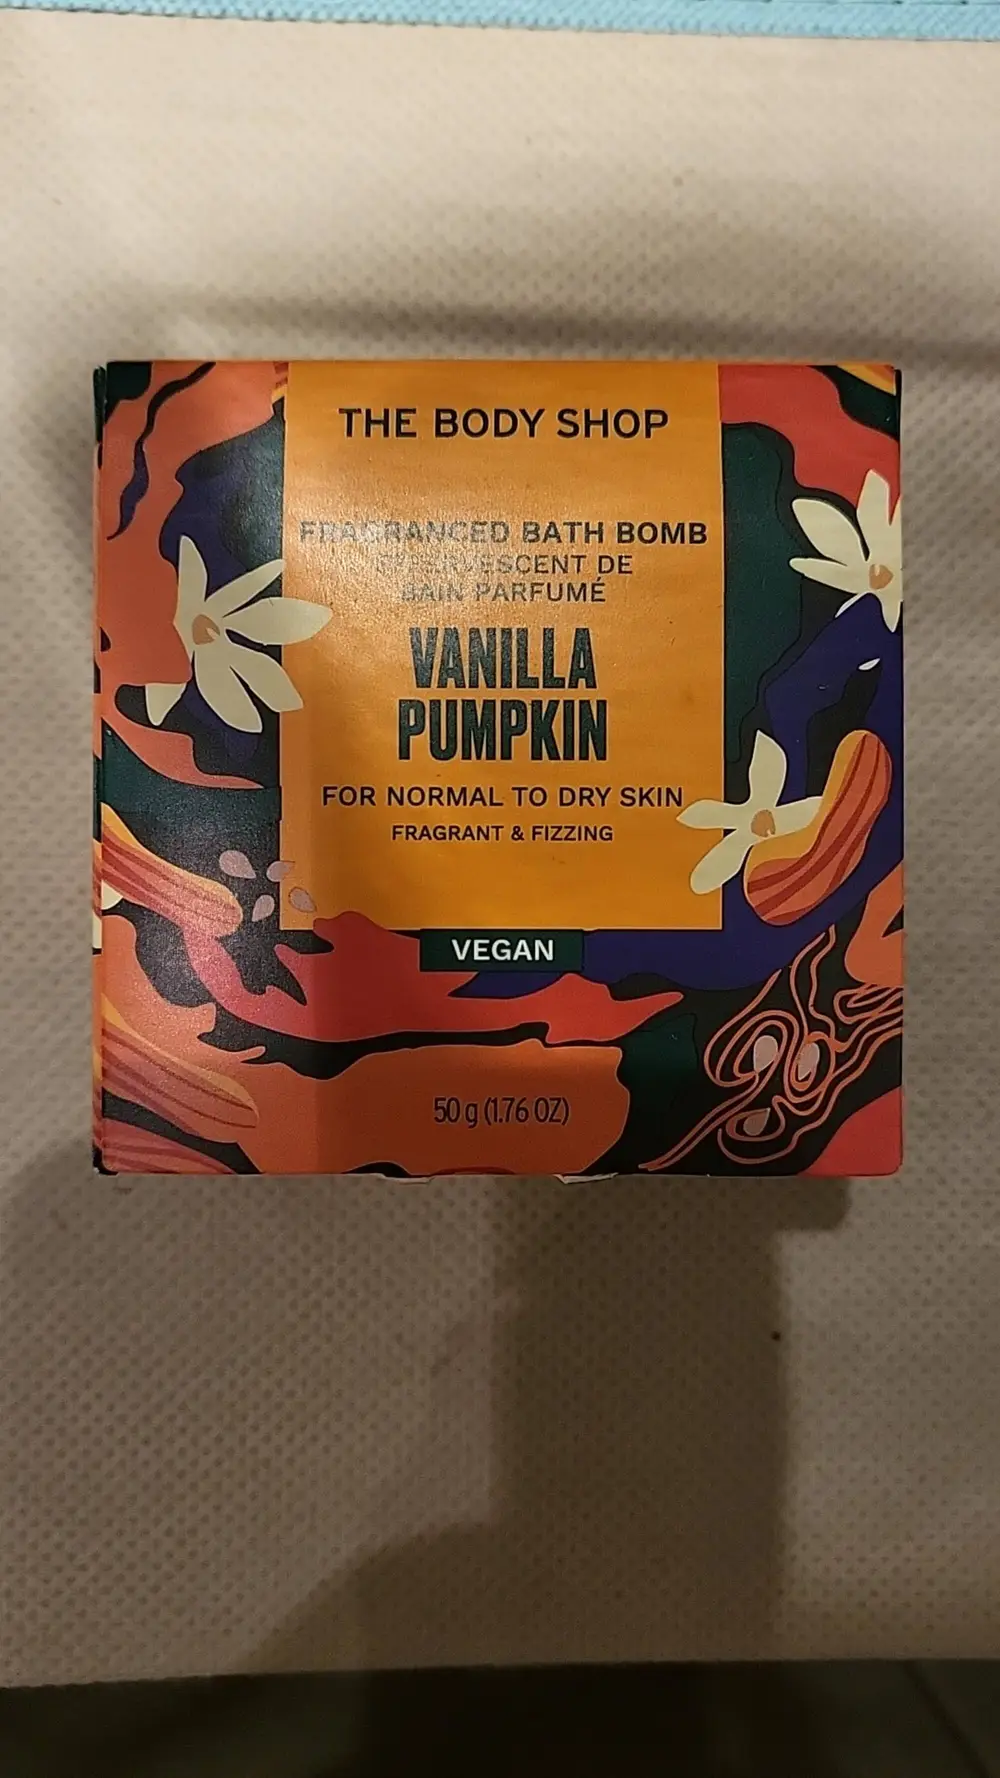 THE BODY SHOP
FRAGRANCED BATH BOMB
EFFERVESCENT DE
BAIN PARFUMÉ
VANILLA
PUMPKIN
FOR NORMAL TO DRY SKIN
FRAGRANT & FIZZING
VEGAN
50 g (1.76 OZ)